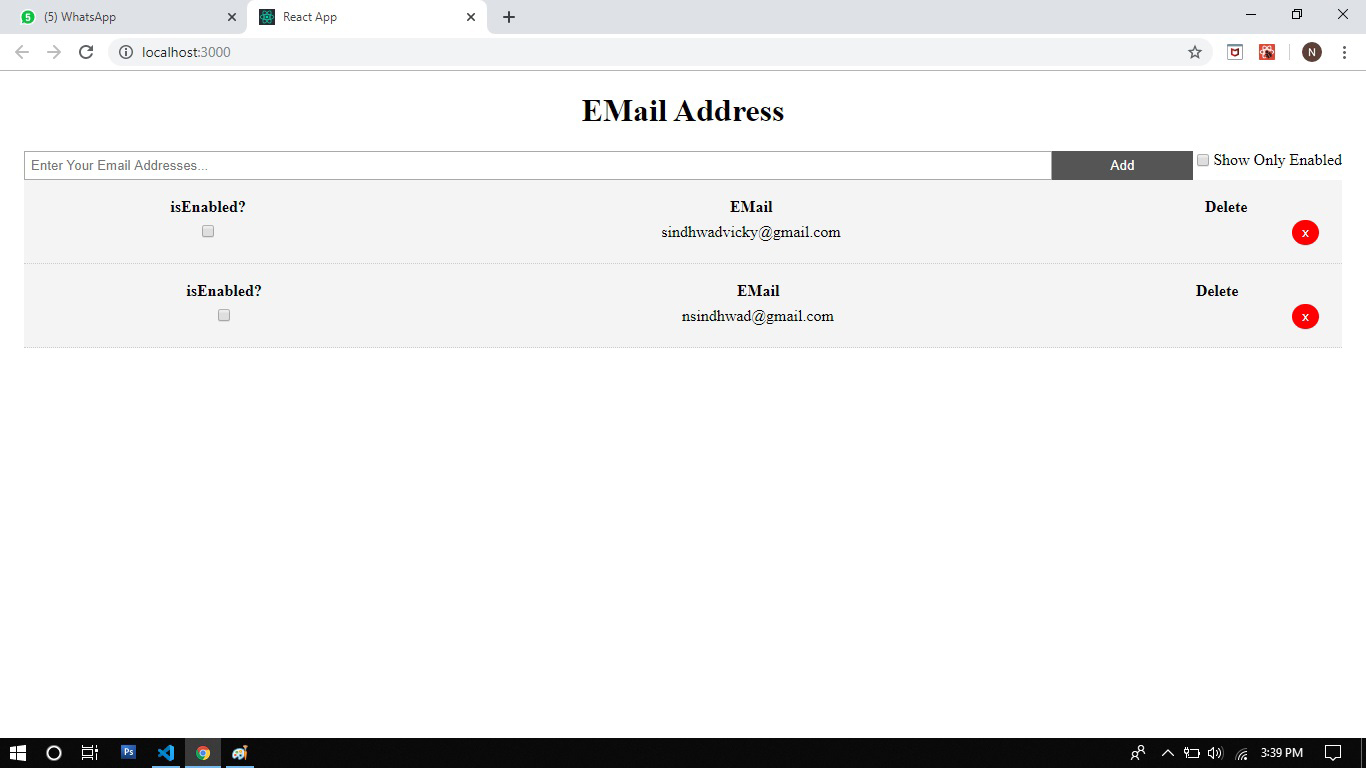 5 (5) WhatsApp React App
localhost:3000 N
EMail Address
Enter Your Email Addresses... Add Show Only Enabled
isEnabled? EMail Delete
sindhwadvicky@gmail.com x
isEnabled? EMail Delete
nsindhwad@gmail.com x
Ps 3:39 PM